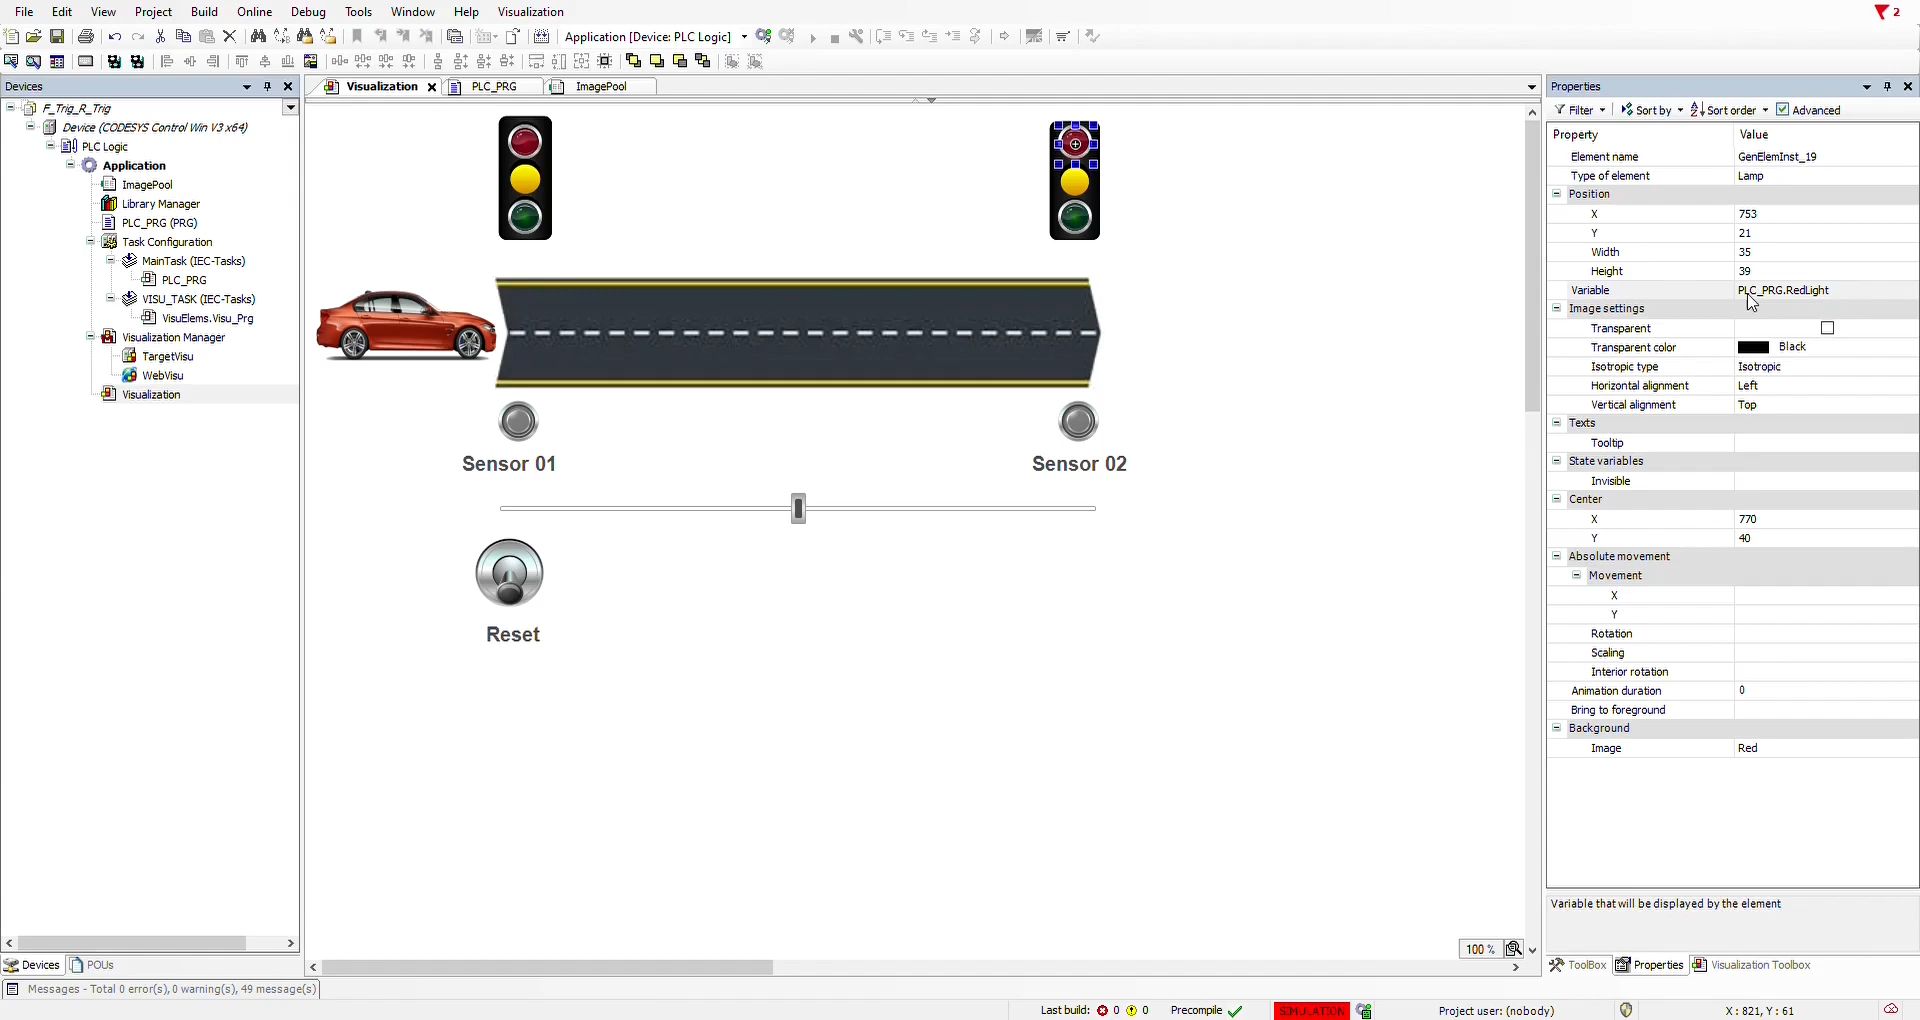 File Edit View Project Build Online Debug Tools Window Help Visualization
2
Application [Device: PLC Logic]
Devices
F_Trig_R_Trig
Device (CODESYS Control Win V3 x64)
PLC Logic
Application
ImagePool
Library Manager
PLC_PRG (PRG)
Task Configuration
MainTask (IEC-Tasks)
PLC_PRG
VISU_TASK (IEC-Tasks)
VisuElems.Visu_Prg
Visualization Manager
TargetVisu
WebVisu
Visualization
Devices POUs
Visualization PLC_PRG ImagePool
Sensor 01
Sensor 02
Reset
100 %
Properties
Filter Sort by Sort order Advanced
Property Value
Element name GenElemInst_19
Type of element Lamp
Position
X 753
Y 21
Width 35
Height 39
Variable PLC_PRG.RedLight
Image settings
Transparent
Transparent color Black
Isotropic type Isotropic
Horizontal alignment Left
Vertical alignment Top
Texts
Tooltip
State variables
Invisible
Center
X 770
Y 40
Absolute movement
Movement
X
Y
Rotation
Scaling
Interior rotation
Animation duration 0
Bring to foreground
Background
Image Red
Variable that will be displayed by the element
ToolBox Properties Visualization Toolbox
Messages - Total 0 error(s), 0 warning(s), 49 message(s)
Last build: 0 0 Precompile SIMULATION Project user: (nobody) X: 821, Y: 61